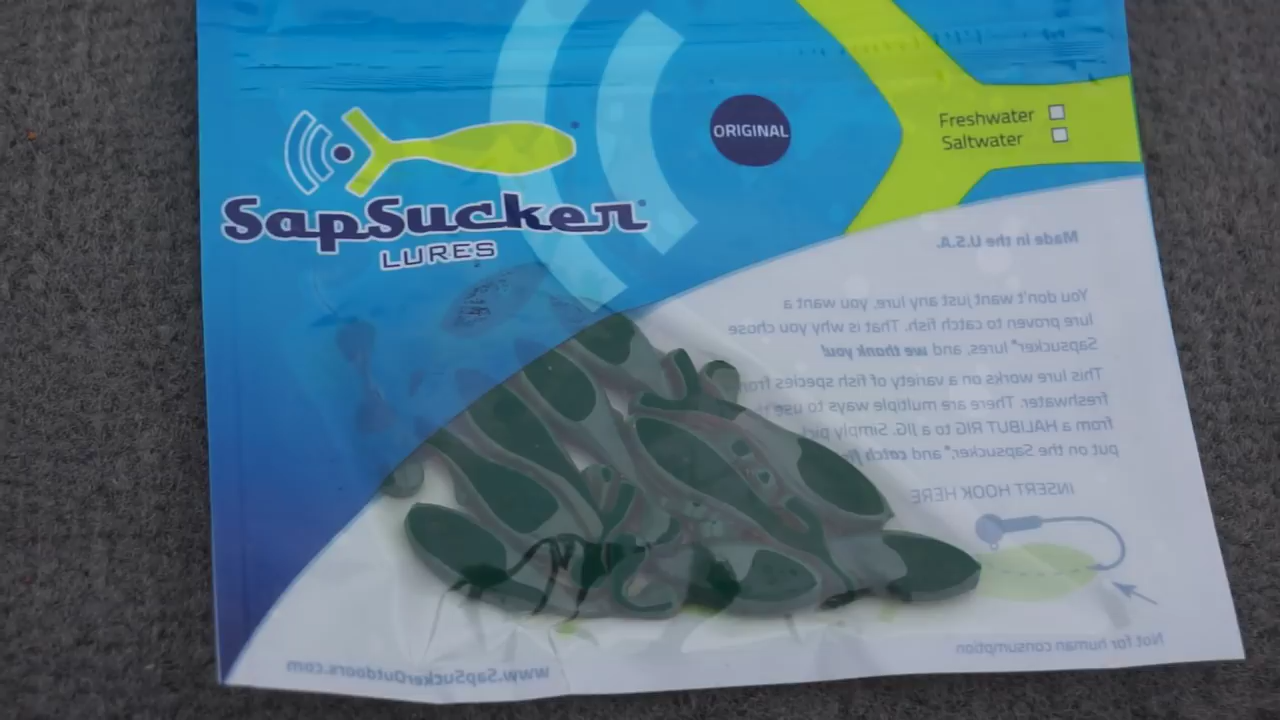 ORIGINAL
Freshwater
Saltwater
SapSucker
LURES
Made in the U.S.A.
You don't want just any lure, you want a
lure proven to catch fish. That is why you chose
Sapsucker® lures, and we thank you!
This lure works on a variety of fish species from
freshwater. There are multiple ways to use
from a HALIBUT RIG to a JIG. Simply
put on the Sapsucker,® and catch
INSERT HOOK HERE
Not for human consumption
www.SapSuckerOutdoors.com